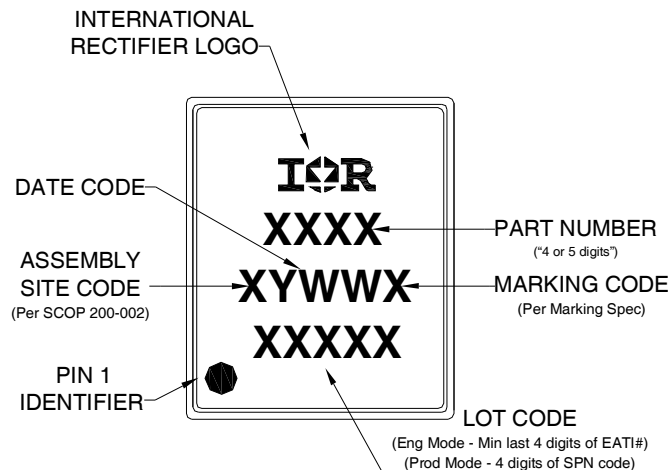 INTERNATIONAL
RECTIFIER LOGO
IOR
DATE CODE
XXXX
PART NUMBER
("4 or 5 digits")
ASSEMBLY
SITE CODE
(Per SCOP 200-002)
XYWWX
MARKING CODE
(Per Marking Spec)
XXXXX
PIN 1
IDENTIFIER
LOT CODE
(Eng Mode - Min last 4 digits of EATI#)
(Prod Mode - 4 digits of SPN code)